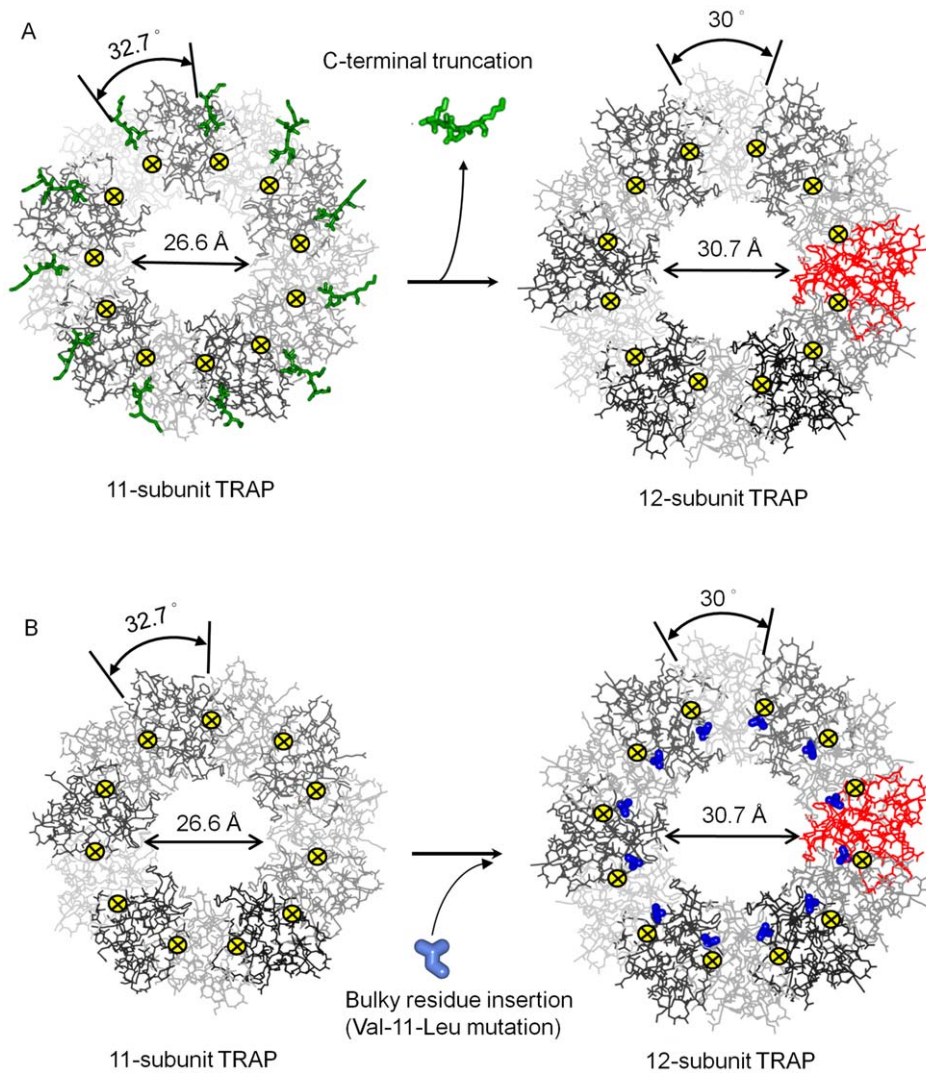 A
32.7°
C-terminal truncation
30°
26.6 Å
30.7 Å
11-subunit TRAP
12-subunit TRAP
B
32.7°
30°
26.6 Å
30.7 Å
Bulky residue insertion
(Val-11-Leu mutation)
11-subunit TRAP
12-subunit TRAP